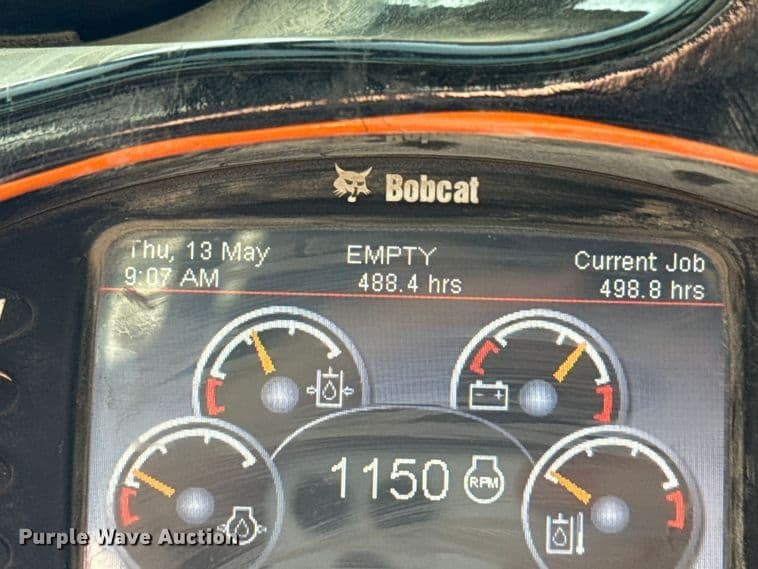 Bobcat
Thu, 13 May
9:07 AM
EMPTY
488.4 hrs
Current Job
498.8 hrs
1150 RPM
Purple Wave Auction